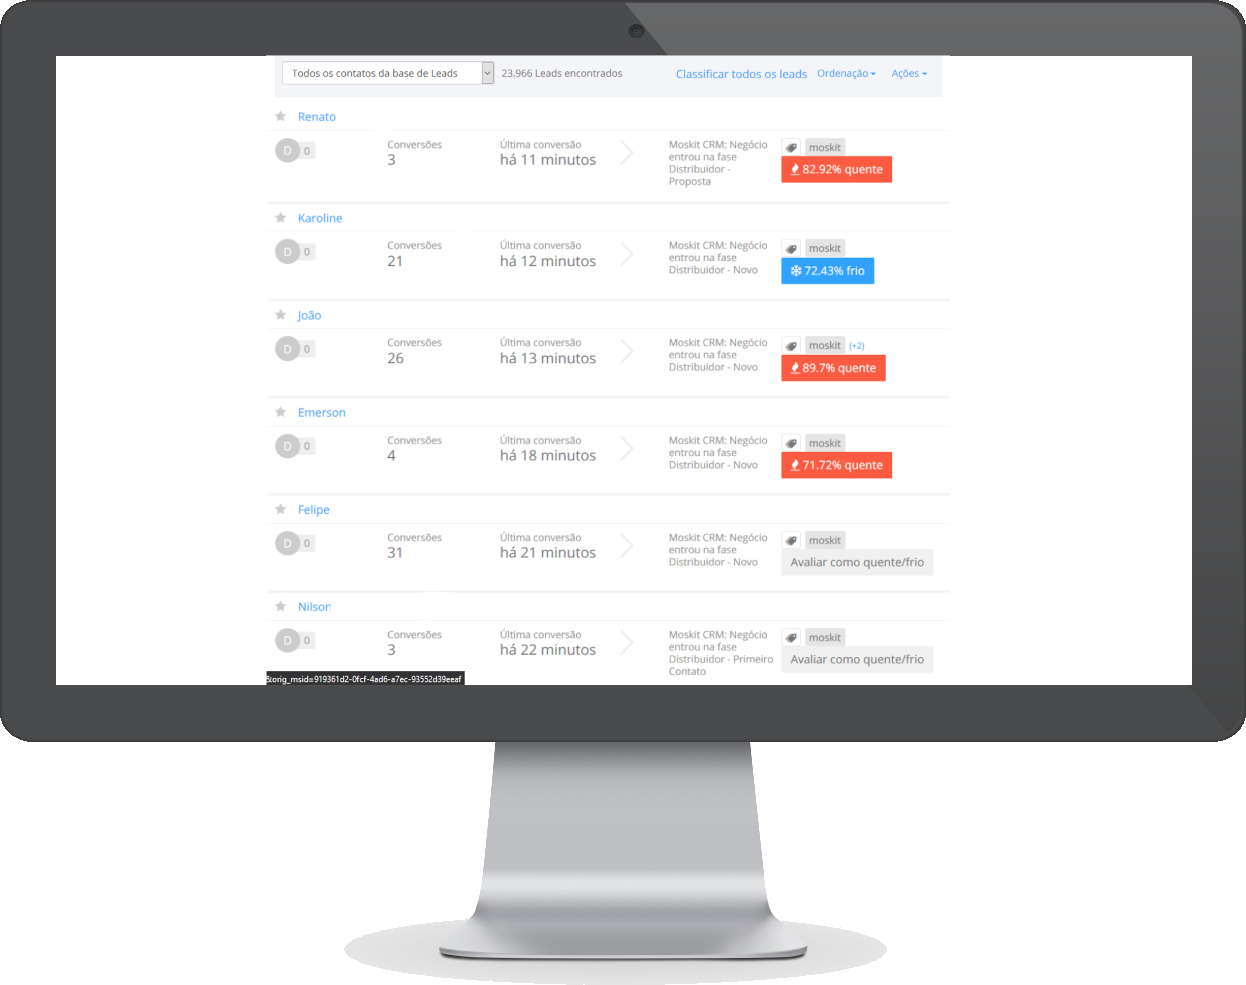 Todos os contatos da base de Leads 23.966 Leads encontrados Classificar todos os leads Ordenação Ações
Renato
D 0
Conversões
3
Última conversão
há 11 minutos
Moskit CRM: Negócio
entrou na fase
Distribuidor -
Proposta
moskit
82.92% quente
Karoline
D 0
Conversões
21
Última conversão
há 12 minutos
Moskit CRM: Negócio
entrou na fase
Distribuidor - Novo
moskit
72.43% frio
João
D 0
Conversões
26
Última conversão
há 13 minutos
Moskit CRM: Negócio
entrou na fase
Distribuidor - Novo
moskit (+2)
89.7% quente
Emerson
D 0
Conversões
4
Última conversão
há 18 minutos
Moskit CRM: Negócio
entrou na fase
Distribuidor - Novo
moskit
71.72% quente
Felipe
D 0
Conversões
31
Última conversão
há 21 minutos
Moskit CRM: Negócio
entrou na fase
Distribuidor - Novo
moskit
Avaliar como quente/frio
Nilson
D 0
Conversões
3
Última conversão
há 22 minutos
Moskit CRM: Negócio
entrou na fase
Distribuidor - Primeiro
Contato
moskit
Avaliar como quente/frio
&orig_msid=919361d2-0fcf-4ad6-a7ec-93552d39eeaf